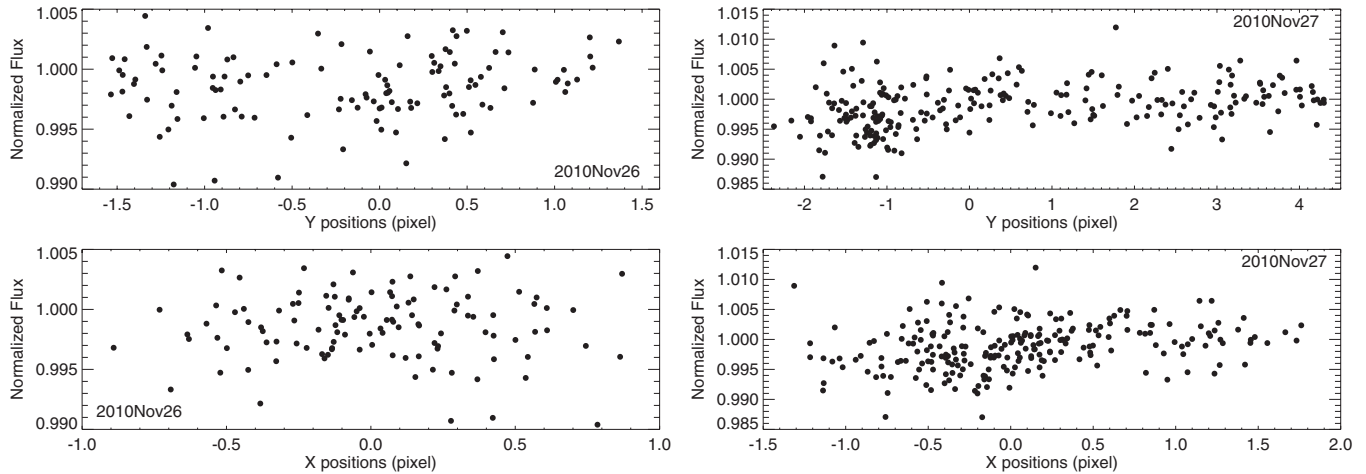 1.005
1.000
0.995
0.990
Normalized Flux
2010Nov26
-1.5 -1.0 -0.5 0.0 0.5 1.0 1.5
Y positions (pixel)
1.015
1.010
1.005
1.000
0.995
0.990
0.985
Normalized Flux
2010Nov27
-2 -1 0 1 2 3 4
Y positions (pixel)
1.005
1.000
0.995
0.990
Normalized Flux
2010Nov26
-1.0 -0.5 0.0 0.5 1.0
X positions (pixel)
1.015
1.010
1.005
1.000
0.995
0.990
0.985
Normalized Flux
2010Nov27
-1.5 -1.0 -0.5 0.0 0.5 1.0 1.5 2.0
X positions (pixel)